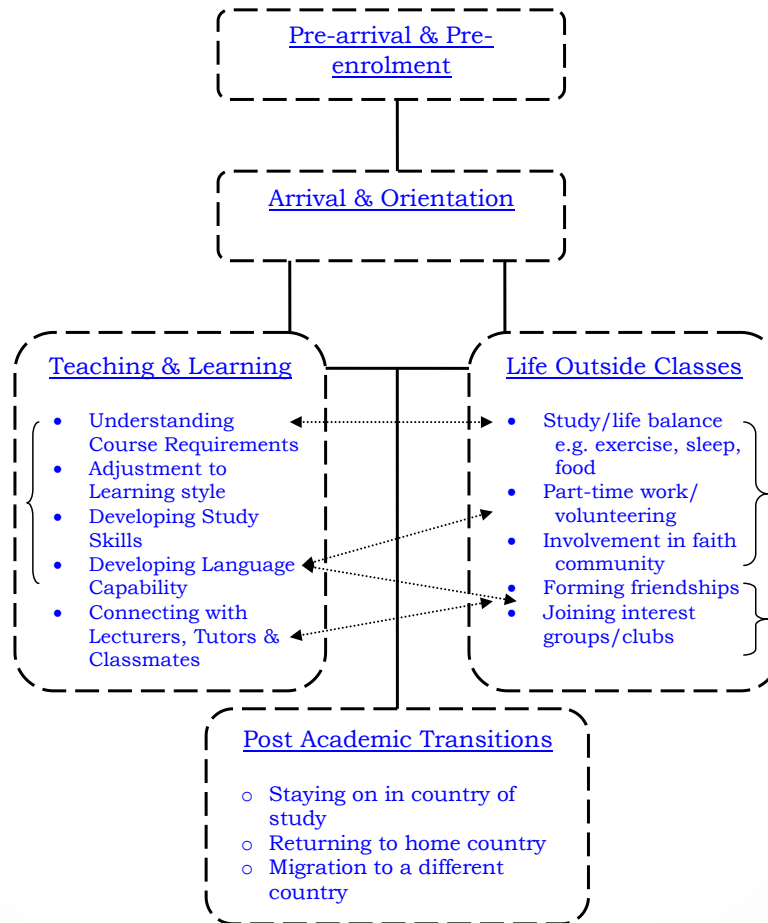 Pre-arrival & Pre-
enrolment
Arrival & Orientation
Teaching & Learning
• Understanding
Course Requirements
• Adjustment to
Learning style
• Developing Study
Skills
• Developing Language
Capability
• Connecting with
Lecturers, Tutors &
Classmates
Life Outside Classes
• Study/life balance
e.g. exercise, sleep,
food
• Part-time work/
volunteering
• Involvement in faith
community
• Forming friendships
• Joining interest
groups/clubs
Post Academic Transitions
o Staying on in country of
study
o Returning to home country
o Migration to a different
country